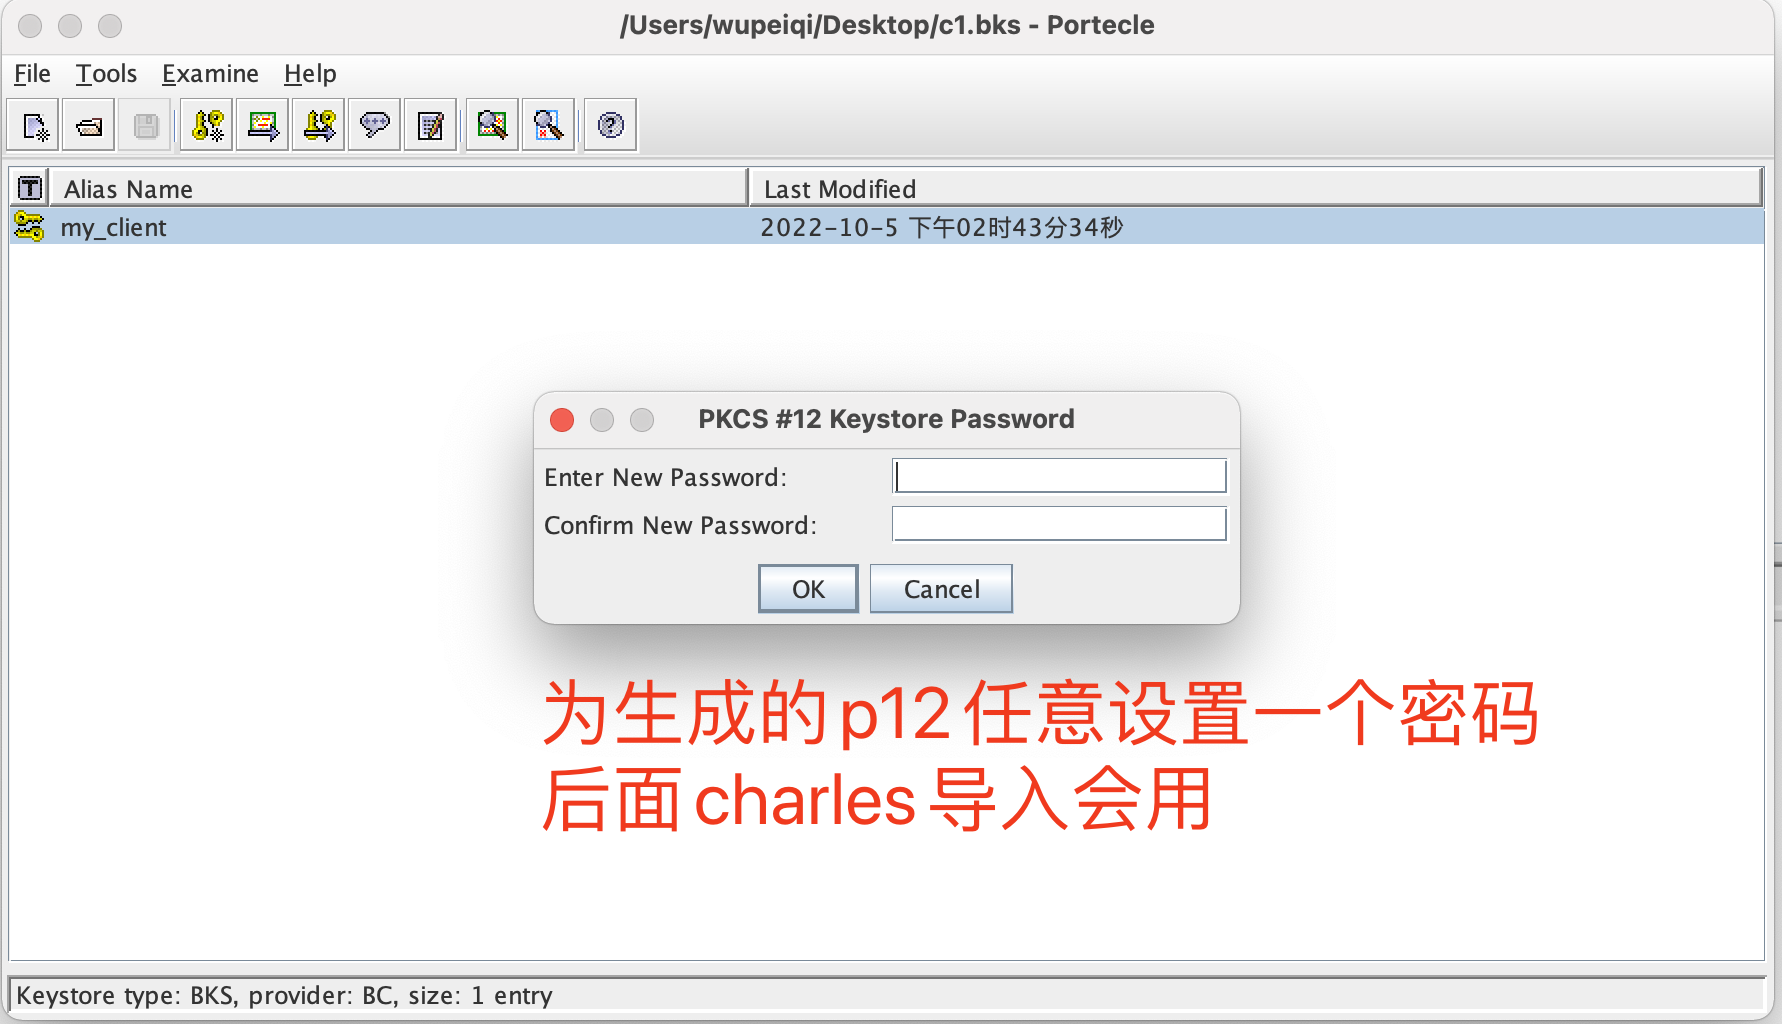 /Users/wupeiqi/Desktop/c1.bks - Portecle
File Tools Examine Help
T Alias Name Last Modified
my_client 2022-10-5 下午02时43分34秒
PKCS #12 Keystore Password
Enter New Password:
Confirm New Password:
OK Cancel
为生成的p12任意设置一个密码
后面charles导入会用
Keystore type: BKS, provider: BC, size: 1 entry